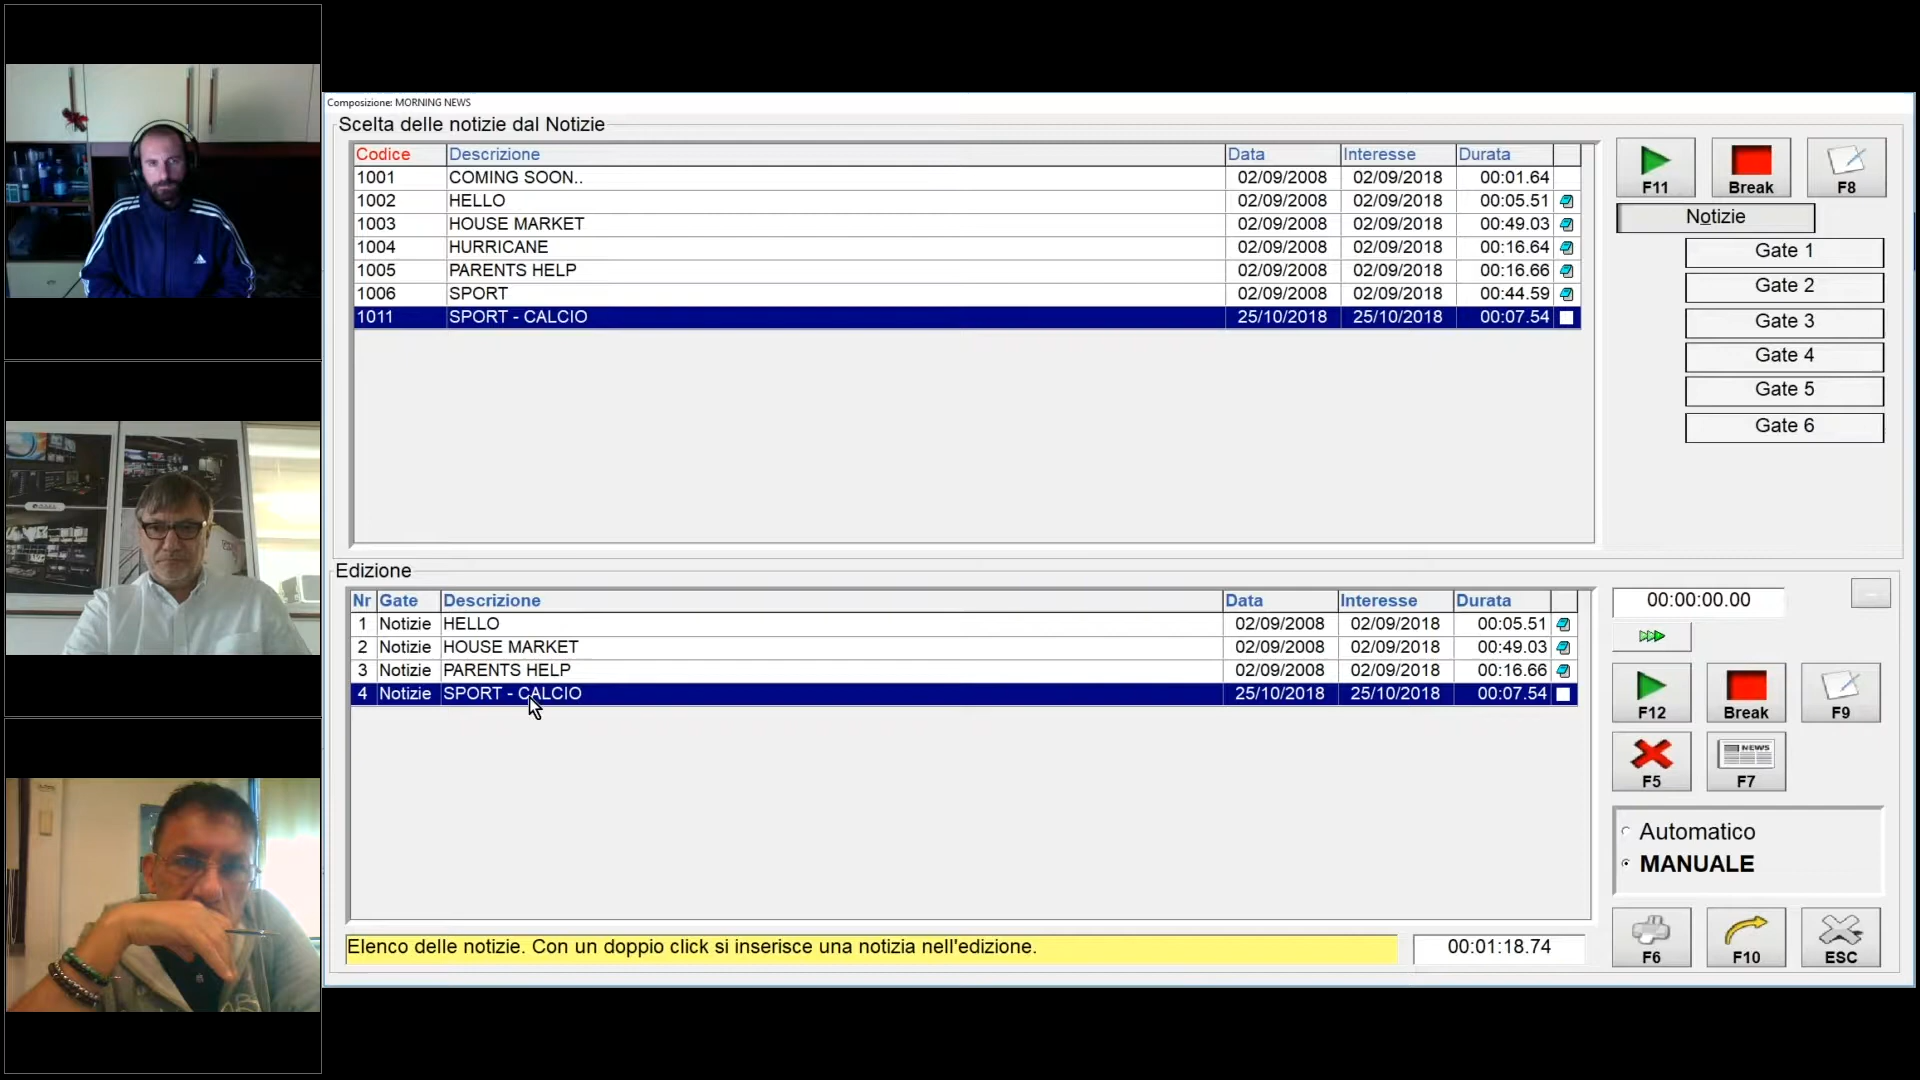 Composizione: MORNING NEWS
Scelta delle notizie dal Notizie
Codice Descrizione Data Interesse Durata
1001 COMING SOON.. 02/09/2008 02/09/2018 00:01.64
1002 HELLO 02/09/2008 02/09/2018 00:05.51
1003 HOUSE MARKET 02/09/2008 02/09/2018 00:49.03
1004 HURRICANE 02/09/2008 02/09/2018 00:16.64
1005 PARENTS HELP 02/09/2008 02/09/2018 00:16.66
1006 SPORT 02/09/2008 02/09/2018 00:44.59
1011 SPORT - CALCIO 25/10/2018 25/10/2018 00:07.54
F11 Break F8
Notizie
Gate 1
Gate 2
Gate 3
Gate 4
Gate 5
Gate 6
Edizione
Nr Gate Descrizione Data Interesse Durata
1 Notizie HELLO 02/09/2008 02/09/2018 00:05.51
2 Notizie HOUSE MARKET 02/09/2008 02/09/2018 00:49.03
3 Notizie PARENTS HELP 02/09/2008 02/09/2018 00:16.66
4 Notizie SPORT - CALCIO 25/10/2018 25/10/2018 00:07.54
00:00:00.00
F12 Break F9
NEWS
F5 F7
Automatico
MANUALE
Elenco delle notizie. Con un doppio click si inserisce una notizia nell'edizione.
00:01:18.74
F6 F10 ESC